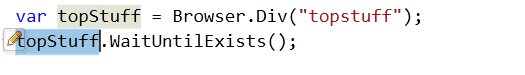 var topStuff = Browser.Div("topstuff");
topStuff.WaitUntilExists();